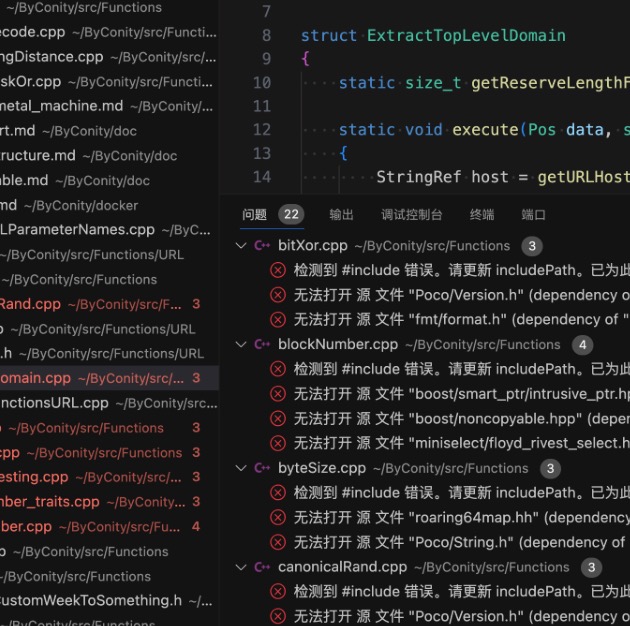 ~/ByConity/src/Functi...
ecode.cpp ~/ByConity/src/Functi...
ngDistance.cpp ~/ByConity/src/...
skOr.cpp ~/ByConity/src/Functi...
metal_machine.md ~/ByConity/...
rt.md ~/ByConity/doc
ructure.md ~/ByConity/doc
able.md ~/ByConity/doc
md ~/ByConity/docker
LParameterNames.cpp ~/ByC...
~/ByConity/src/Functions/URL
~/ByConity/src/Functions
Rand.cpp ~/ByConity/src/F... 3
p ~/ByConity/src/Functions/URL
.h ~/ByConity/src/Functions/URL
omain.cpp ~/ByConity/src/... 3
nctionsURL.cpp ~/ByConity/src...
~/ByConity/src/Functions 3
cpp ~/ByConity/src/Functions 3
esting.cpp ~/ByConity/src/... 3
mber_traits.cpp ~/ByConity... 3
ber.cpp ~/ByConity/src/Fu... 4
p ~/ByConity/src/Functions
~/ByConity/src/Functions
CustomWeekToSomething.h ~/...
~/ByConity/src/Functions
7
8 struct ExtractTopLevelDomain
9 {
10 static size_t getReserveLengthF
11
12 static void execute(Pos data, s
13 {
14 StringRef host = getURLHost
问题 22 输出 调试控制台 终端 端口
bitXor.cpp ~/ByConity/src/Functions 3
检测到 #include 错误。请更新 includePath。已为此
无法打开 源 文件 "Poco/Version.h" (dependency o
无法打开 源 文件 "fmt/format.h" (dependency of "
blockNumber.cpp ~/ByConity/src/Functions 4
检测到 #include 错误。请更新 includePath。已为此
无法打开 源 文件 "boost/smart_ptr/intrusive_ptr.hp
无法打开 源 文件 "boost/noncopyable.hpp" (depen
无法打开 源 文件 "miniselect/floyd_rivest_select.h
byteSize.cpp ~/ByConity/src/Functions 3
检测到 #include 错误。请更新 includePath。已为此
无法打开 源 文件 "roaring64map.hh" (dependency
无法打开 源 文件 "Poco/String.h" (dependency of
canonicalRand.cpp ~/ByConity/src/Functions 3
检测到 #include 错误。请更新 includePath。已为此
无法打开 源 文件 "Poco/Version.h" (dependency o